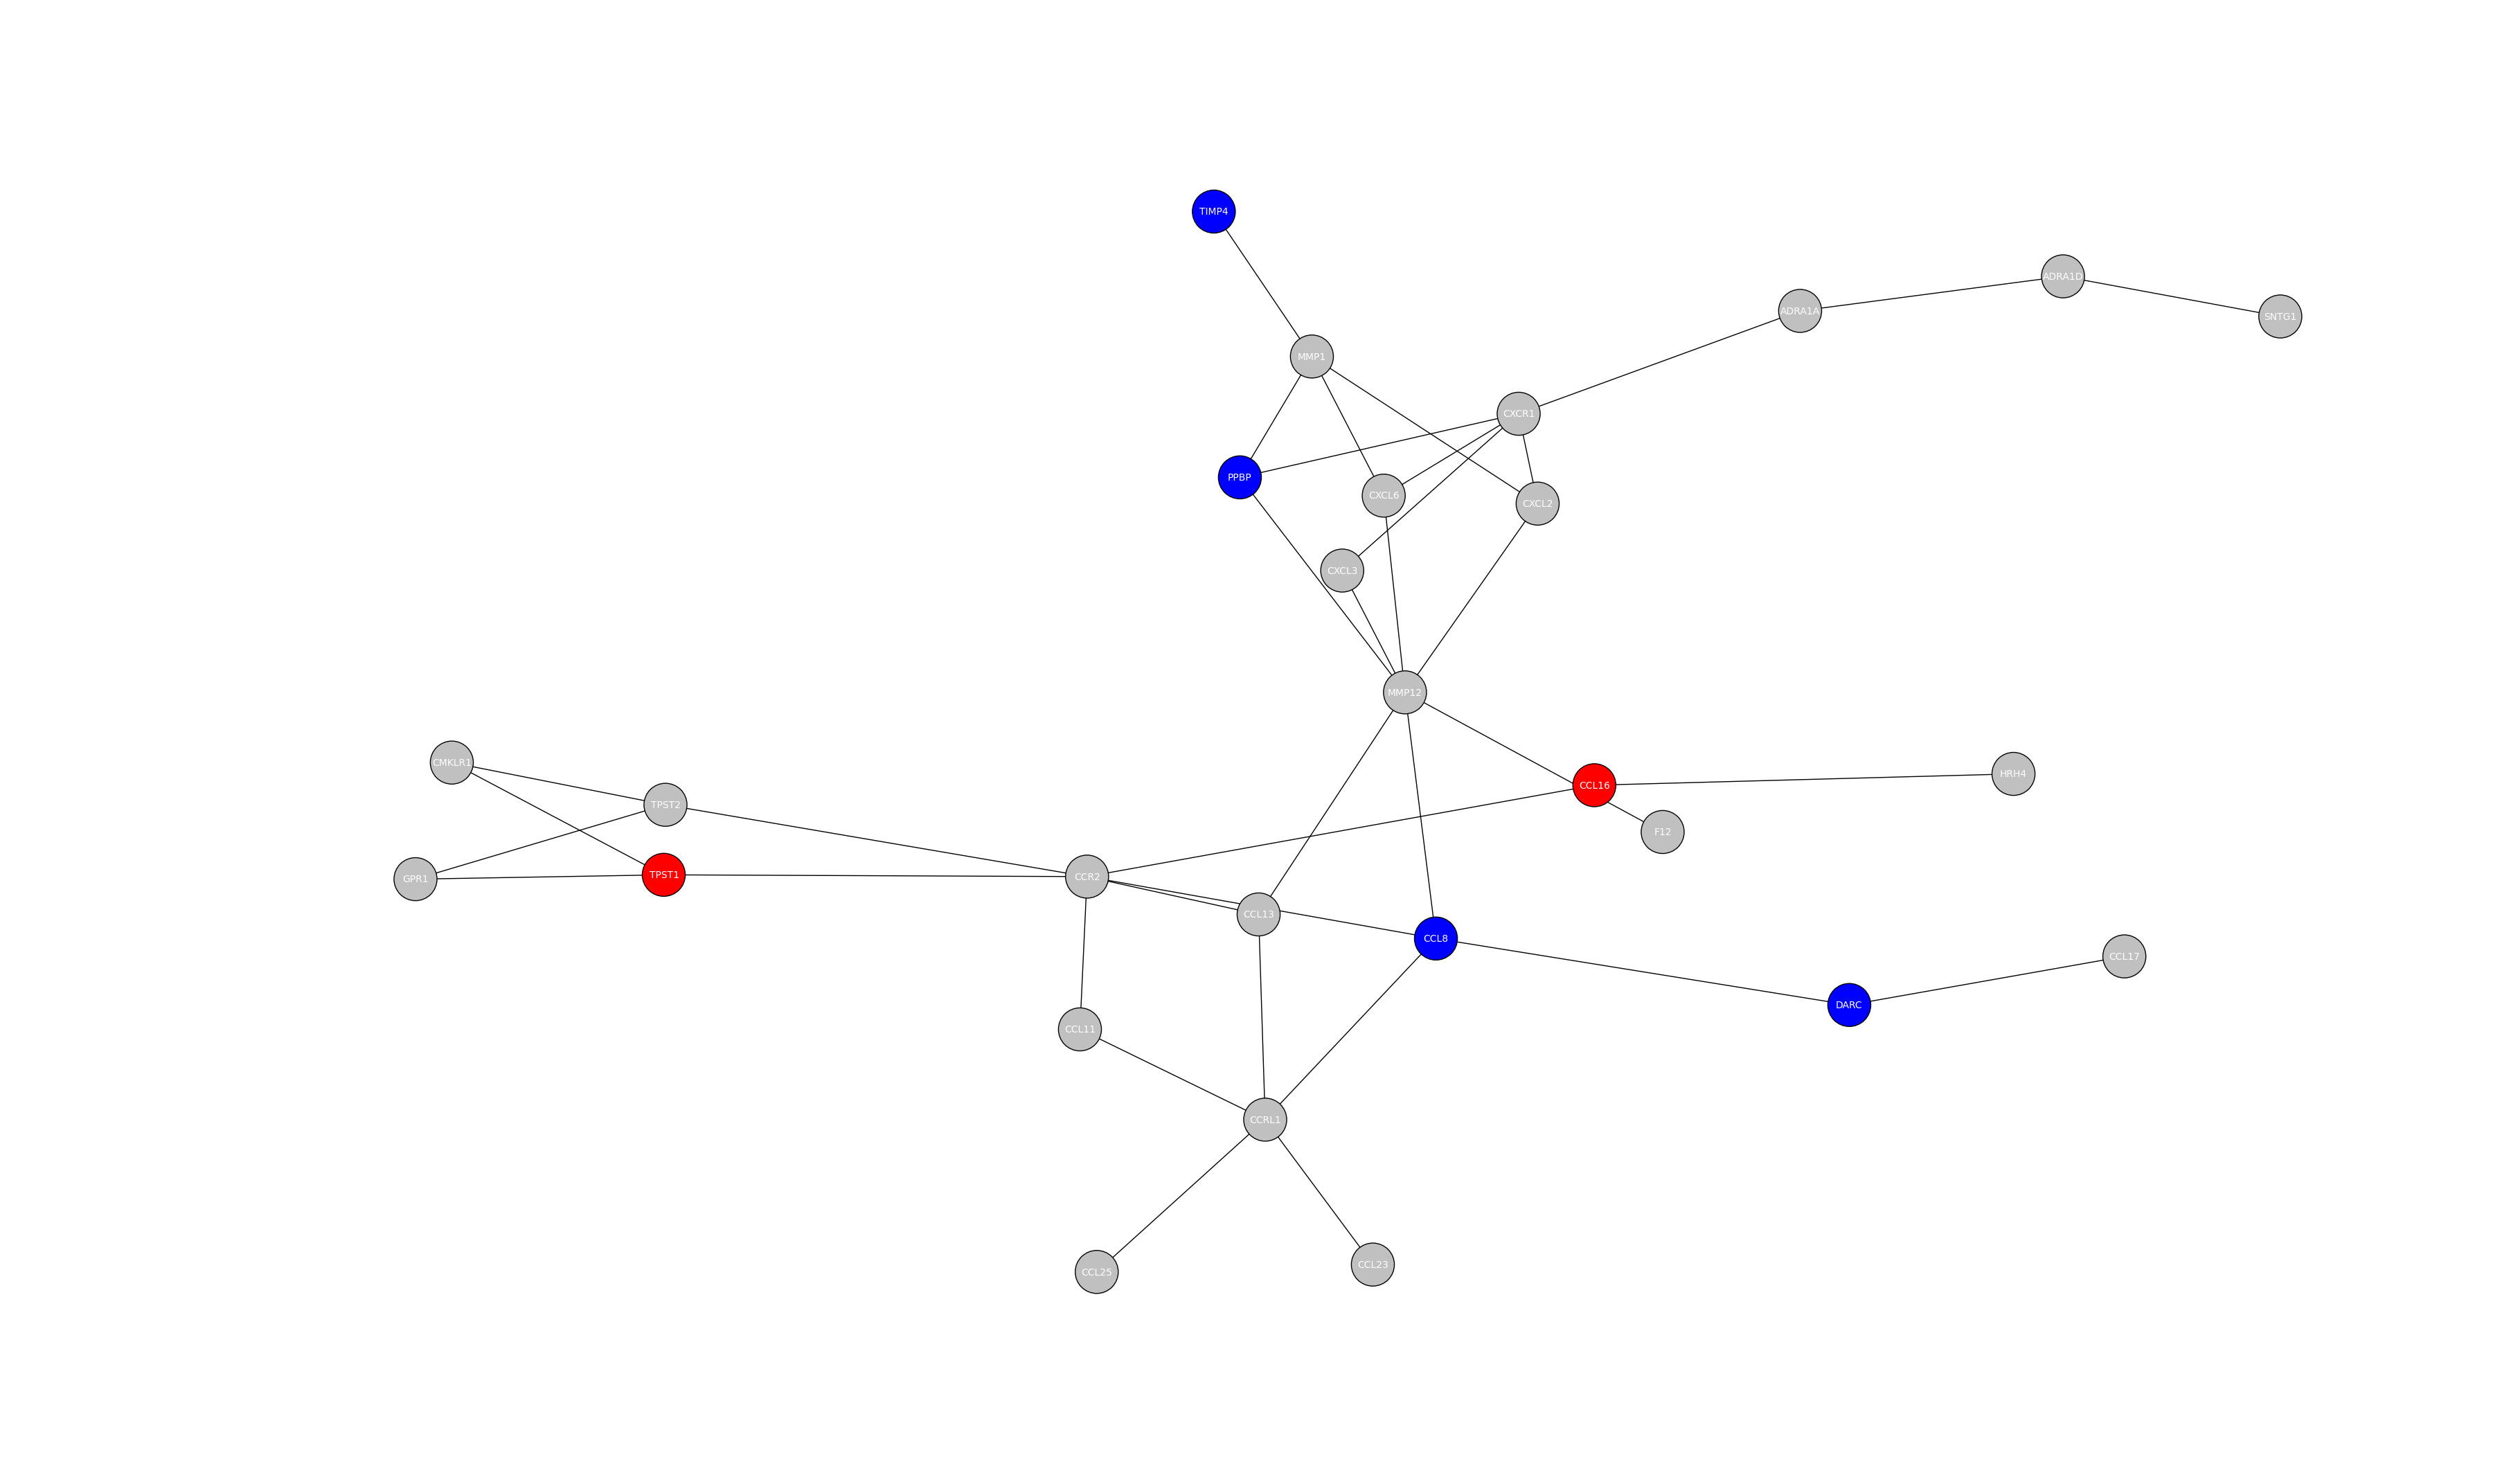 TIMP4
ADRA1D
ADRA1A
SNTG1
MMP1
CXCR1
PPBP
CXCL6
CXCL2
CXCL3
MMP12
CMKLR1
HRH4
CCL16
TPST2
F12
TPST1
CCR2
GPR1
CCL13
CCL8
CCL17
DARC
CCL11
CCRL1
CCL23
CCL25